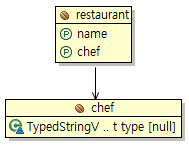 restaurant
name
chef
chef
TypedStringV .. t type [null]